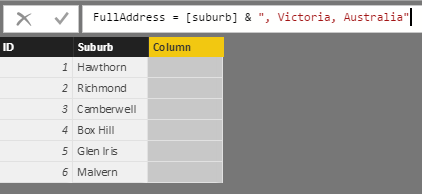 FullAddress = [suburb] & ", Victoria, Australia"
ID Suburb Column
1 Hawthorn
2 Richmond
3 Camberwell
4 Box Hill
5 Glen Iris
6 Malvern